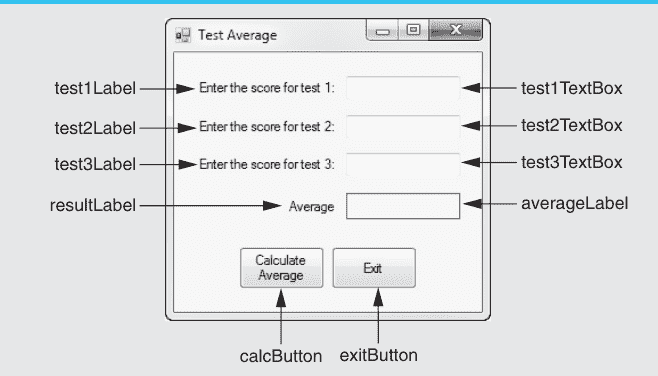 Test Average
test1Label Enter the score for test 1: test1TextBox
test2Label Enter the score for test 2: test2TextBox
test3Label Enter the score for test 3: test3TextBox
resultLabel Average averageLabel
Calculate
Average
Exit
calcButton exitButton